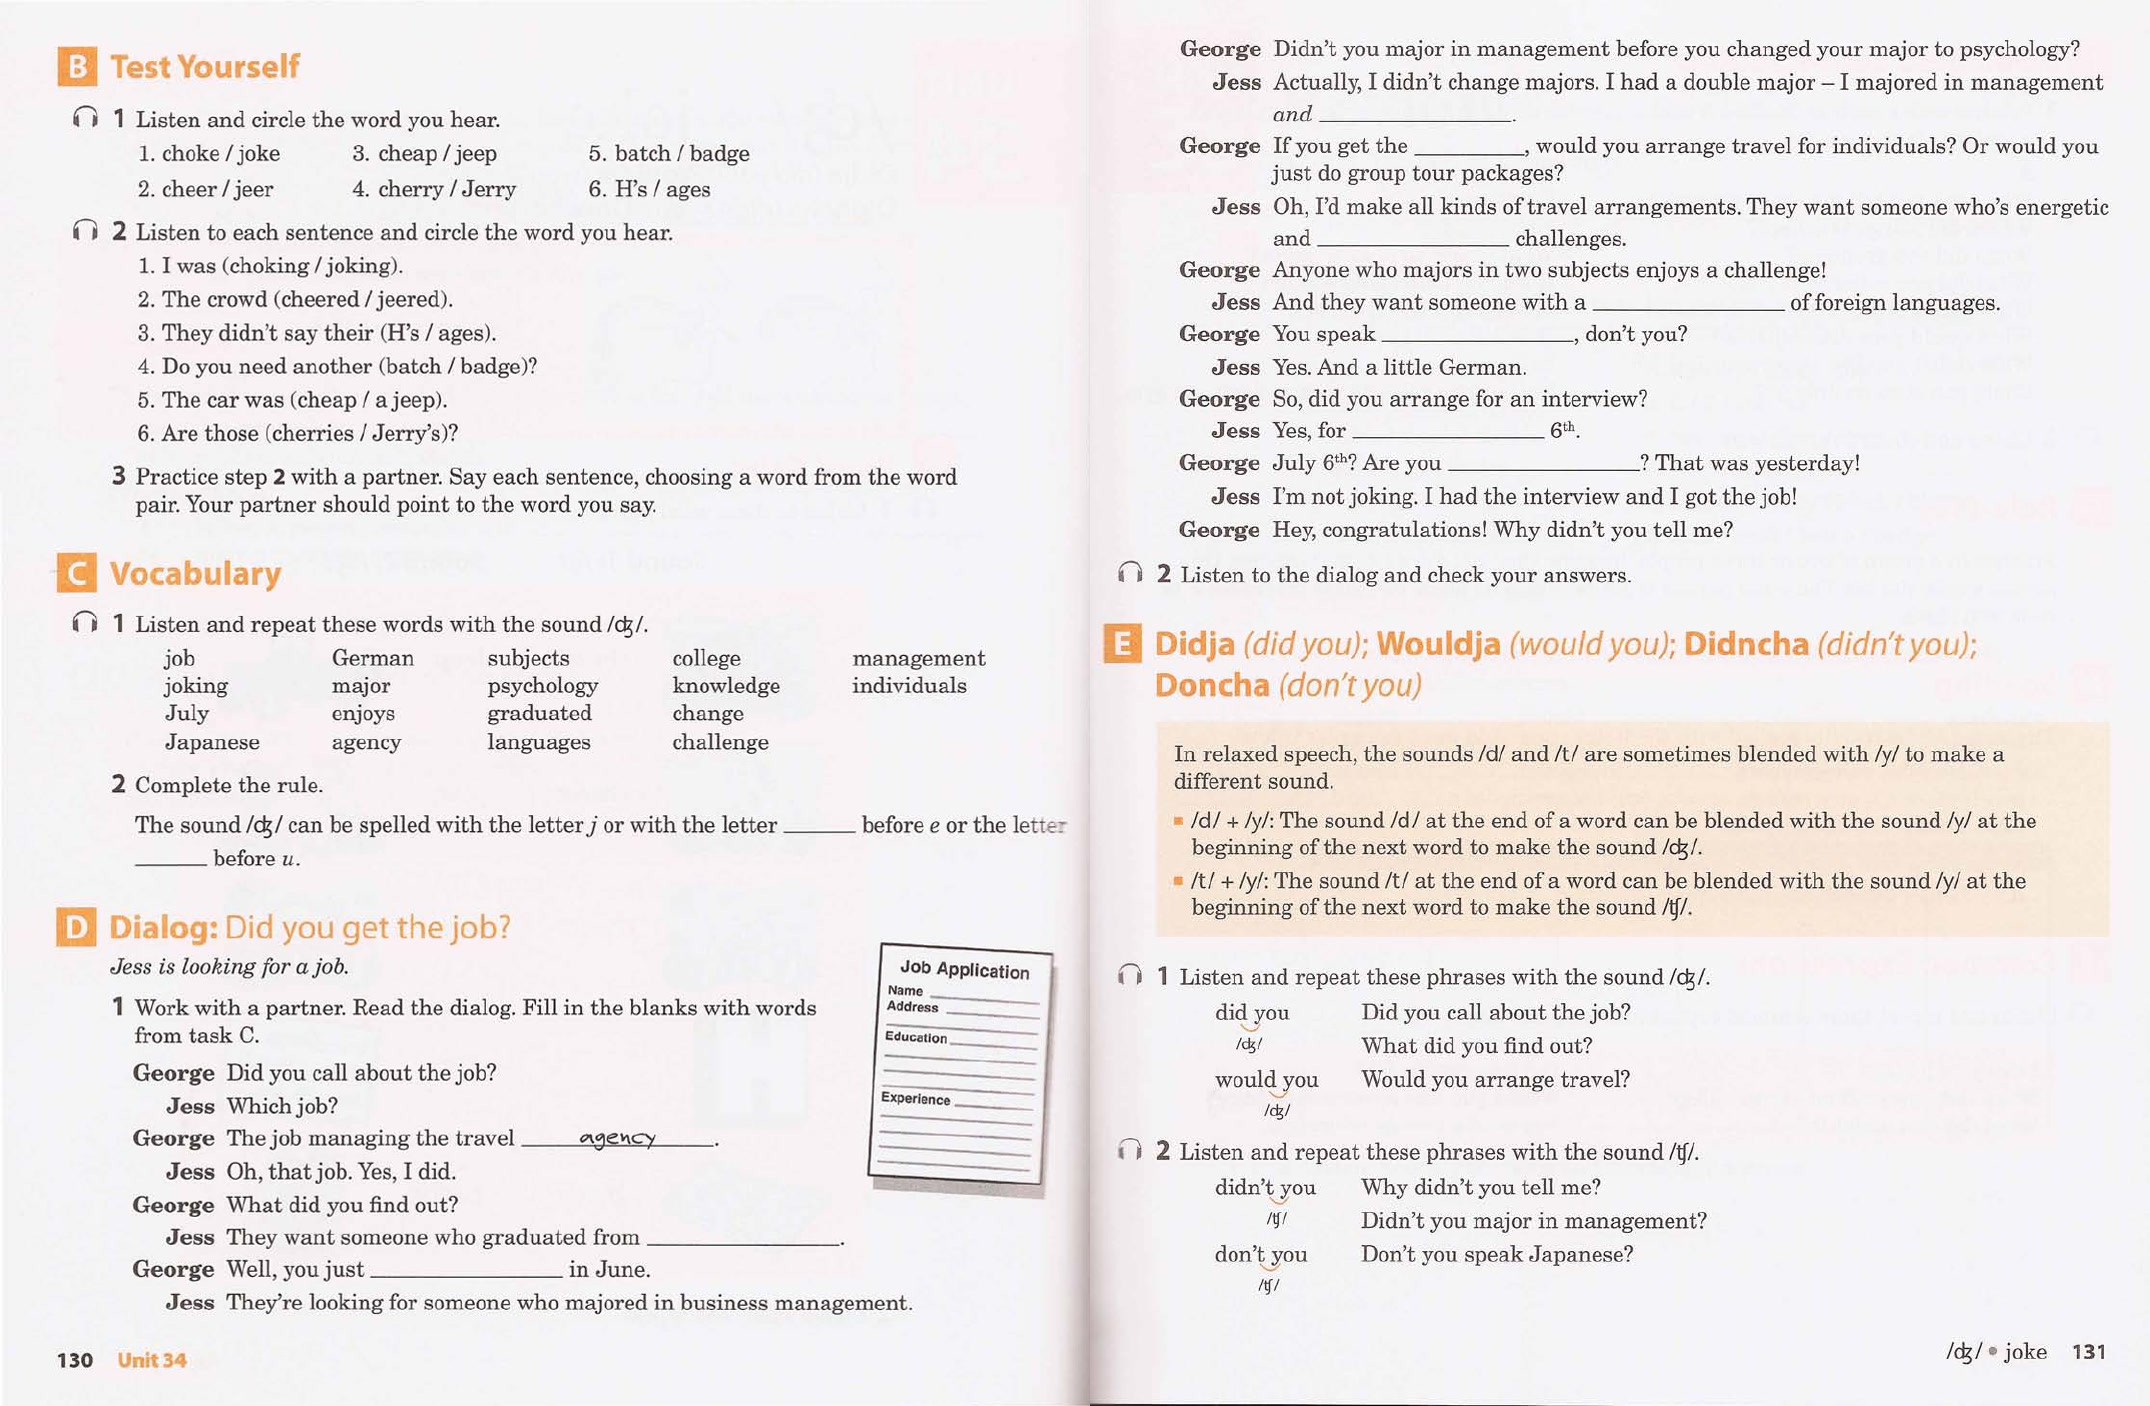 B Test Yourself
1 Listen and circle the word you hear.
1. choke / joke 3. cheap / jeep 5. batch / badge
2. cheer / jeer 4. cherry / Jerry 6. H's / ages
2 Listen to each sentence and circle the word you hear.
1. I was (choking / joking).
2. The crowd (cheered / jeered).
3. They didn't say their (H's / ages).
4. Do you need another (batch / badge)?
5. The car was (cheap / a jeep).
6. Are those (cherries / Jerry's)?
3 Practice step 2 with a partner. Say each sentence, choosing a word from the word
pair. Your partner should point to the word you say.
C Vocabulary
1 Listen and repeat these words with the sound /ʤ/.
job German subjects college management
joking major psychology knowledge individuals
July enjoys graduated change
Japanese agency languages challenge
2 Complete the rule.
The sound /ʤ/ can be spelled with the letter j or with the letter ______ before e or the letter
______ before u.
D Dialog: Did you get the job?
Jess is looking for a job.
1 Work with a partner. Read the dialog. Fill in the blanks with words
from task C.
George Did you call about the job?
Jess Which job?
George The job managing the travel agency.
Jess Oh, that job. Yes, I did.
George What did you find out?
Jess They want someone who graduated from ________________.
George Well, you just ________________ in June.
Jess They're looking for someone who majored in business management.
Job Application
Name
Address
Education
Experience
130 Unit 34
George Didn't you major in management before you changed your major to psychology?
Jess Actually, I didn't change majors. I had a double major – I majored in management
and ________________.
George If you get the _________, would you arrange travel for individuals? Or would you
just do group tour packages?
Jess Oh, I'd make all kinds of travel arrangements. They want someone who's energetic
and ________________ challenges.
George Anyone who majors in two subjects enjoys a challenge!
Jess And they want someone with a ________________ of foreign languages.
George You speak ________________, don't you?
Jess Yes. And a little German.
George So, did you arrange for an interview?
Jess Yes, for ________________ 6th.
George July 6th? Are you ________________? That was yesterday!
Jess I'm not joking. I had the interview and I got the job!
George Hey, congratulations! Why didn't you tell me?
2 Listen to the dialog and check your answers.
E Didja (did you); Wouldja (would you); Didncha (didn't you);
Doncha (don't you)
In relaxed speech, the sounds /d/ and /t/ are sometimes blended with /y/ to make a
different sound.
▪ /d/ + /y/: The sound /d/ at the end of a word can be blended with the sound /y/ at the
beginning of the next word to make the sound /ʤ/.
▪ /t/ + /y/: The sound /t/ at the end of a word can be blended with the sound /y/ at the
beginning of the next word to make the sound /ʧ/.
1 Listen and repeat these phrases with the sound /ʤ/.
did you Did you call about the job?
/ʤ/ What did you find out?
would you Would you arrange travel?
/ʤ/
2 Listen and repeat these phrases with the sound /ʧ/.
didn't you Why didn't you tell me?
/ʧ/ Didn't you major in management?
don't you Don't you speak Japanese?
/ʧ/
/ʤ/ • joke 131